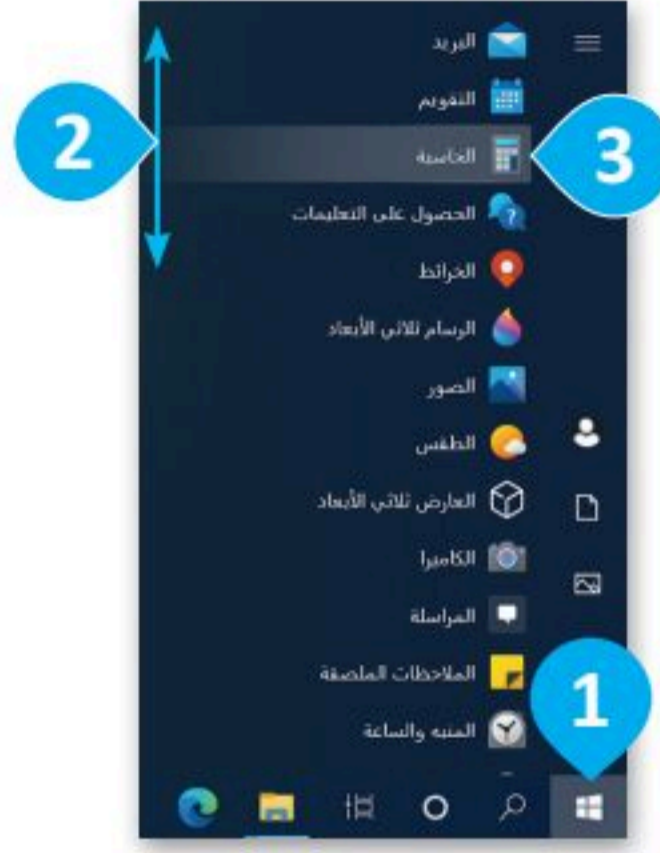 البريد
التقويم
الحاسبة
الحصول على التعليمات
الخرائط
الرسام ثلاثي الأبعاد
الصور
الطقس
العارض ثلاثي الأبعاد
الكاميرا
المراسلة
الملاحظات الملصقة
المنبه والساعة
1
2
3